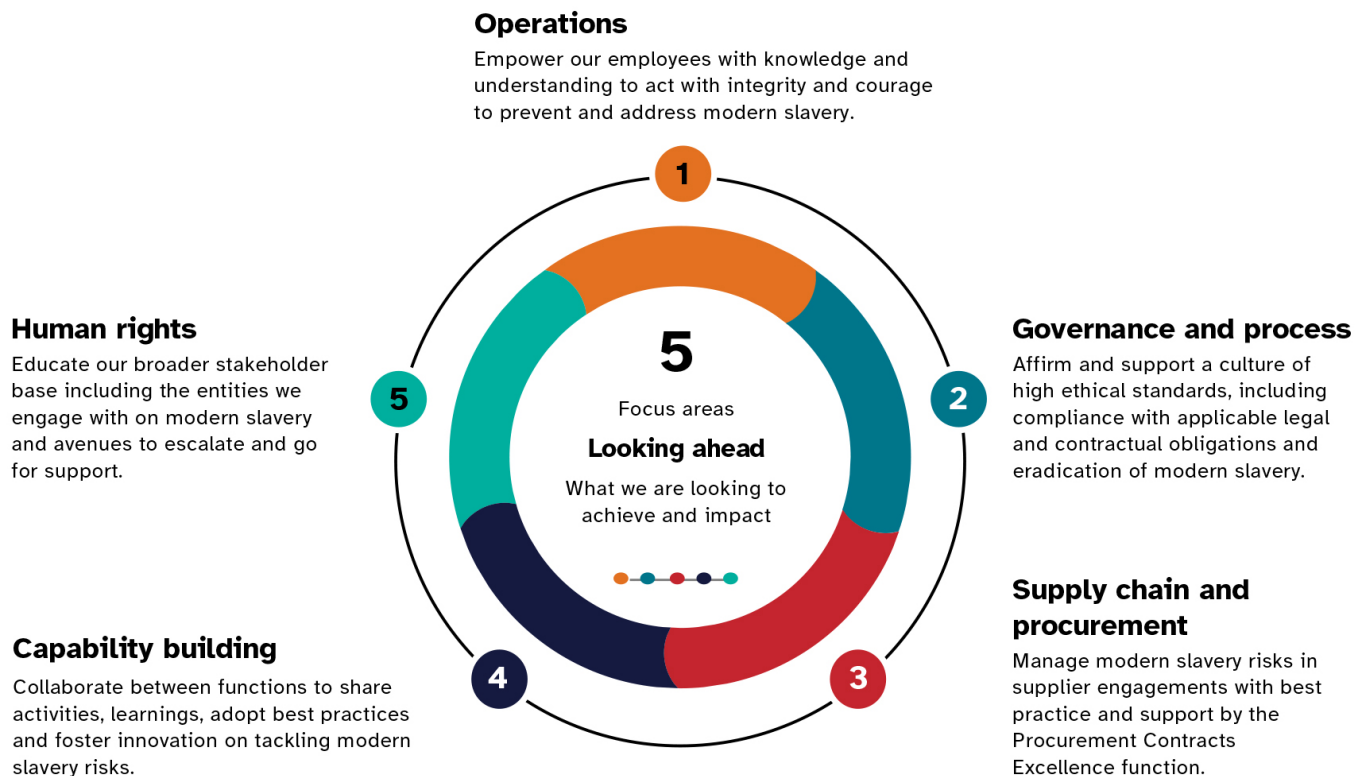 Operations
Empower our employees with knowledge and
understanding to act with integrity and courage
to prevent and address modern slavery.
1
Governance and process
Affirm and support a culture of
high ethical standards, including
compliance with applicable legal
and contractual obligations and
eradication of modern slavery.
2
Supply chain and
procurement
Manage modern slavery risks in
supplier engagements with best
practice and support by the
Procurement Contracts
Excellence function.
3
Capability building
Collaborate between functions to share
activities, learnings, adopt best practices
and foster innovation on tackling modern
slavery risks.
4
Human rights
Educate our broader stakeholder
base including the entities we
engage with on modern slavery
and avenues to escalate and go
for support.
5
5
Focus areas
Looking ahead
What we are looking to
achieve and impact